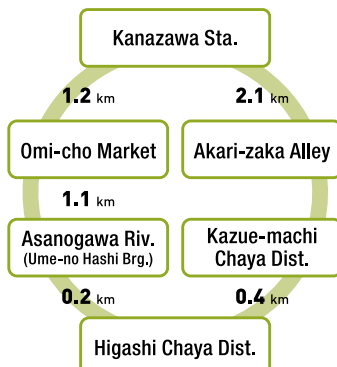 Kanazawa Sta.
1.2 km
2.1 km
Omi-cho Market
Akari-zaka Alley
1.1 km
Asanogawa Riv.
(Ume-no Hashi Brg.)
Kazue-machi
Chaya Dist.
0.2 km
0.4 km
Higashi Chaya Dist.